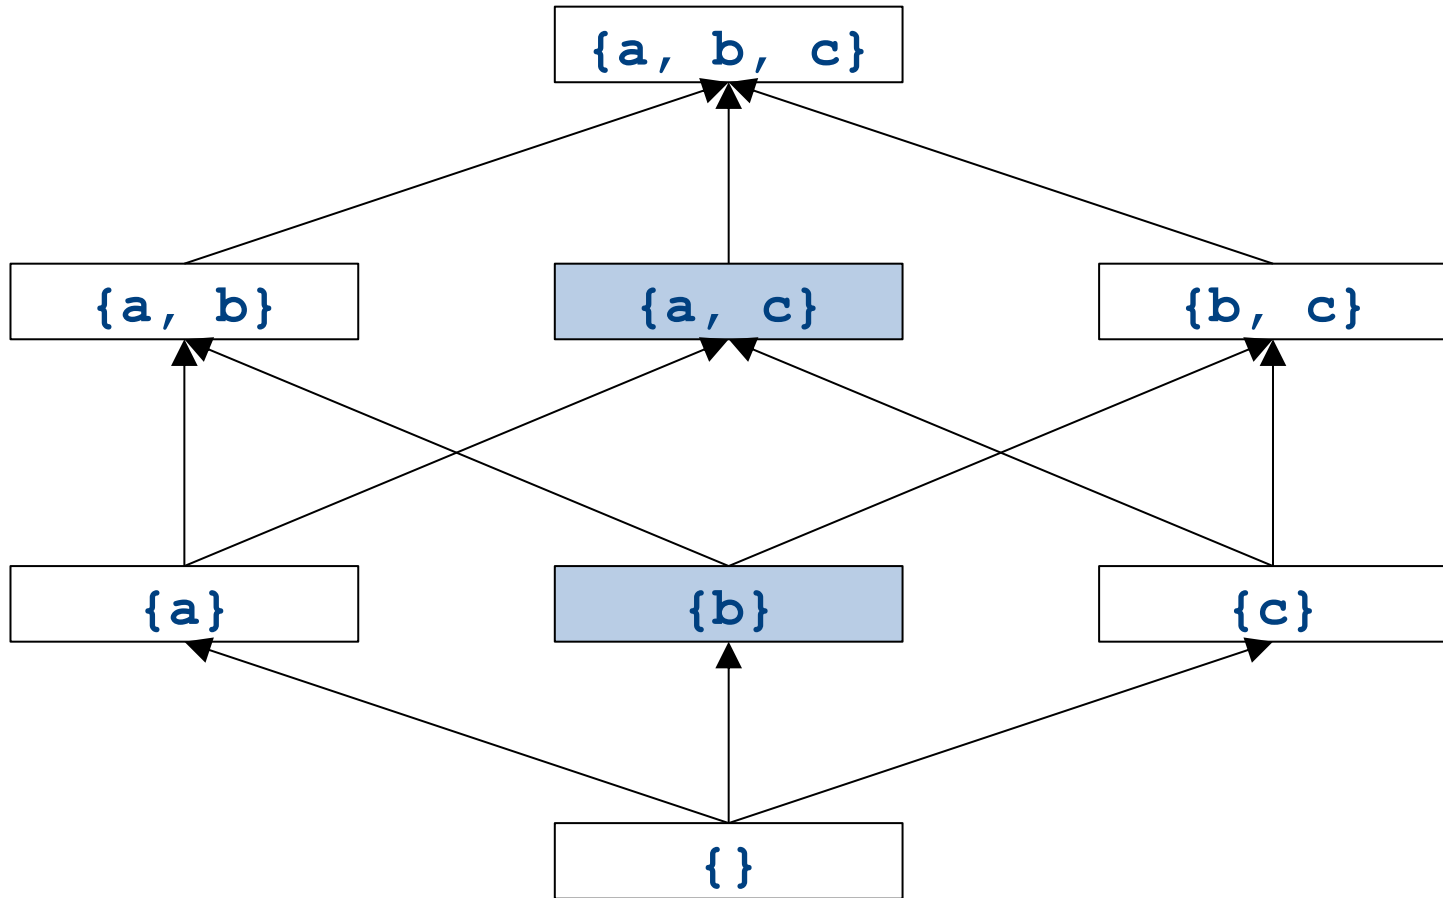 {a, b, c}
{a, b}
{a, c}
{b, c}
{a}
{b}
{c}
{}